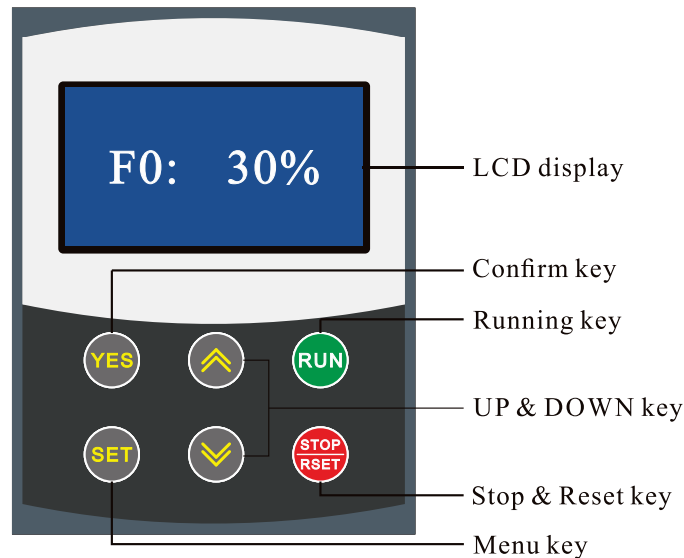 F0: 30%
LCD display
Confirm key
Running key
YES
RUN
UP & DOWN key
SET
STOP
RSET
Stop & Reset key
Menu key